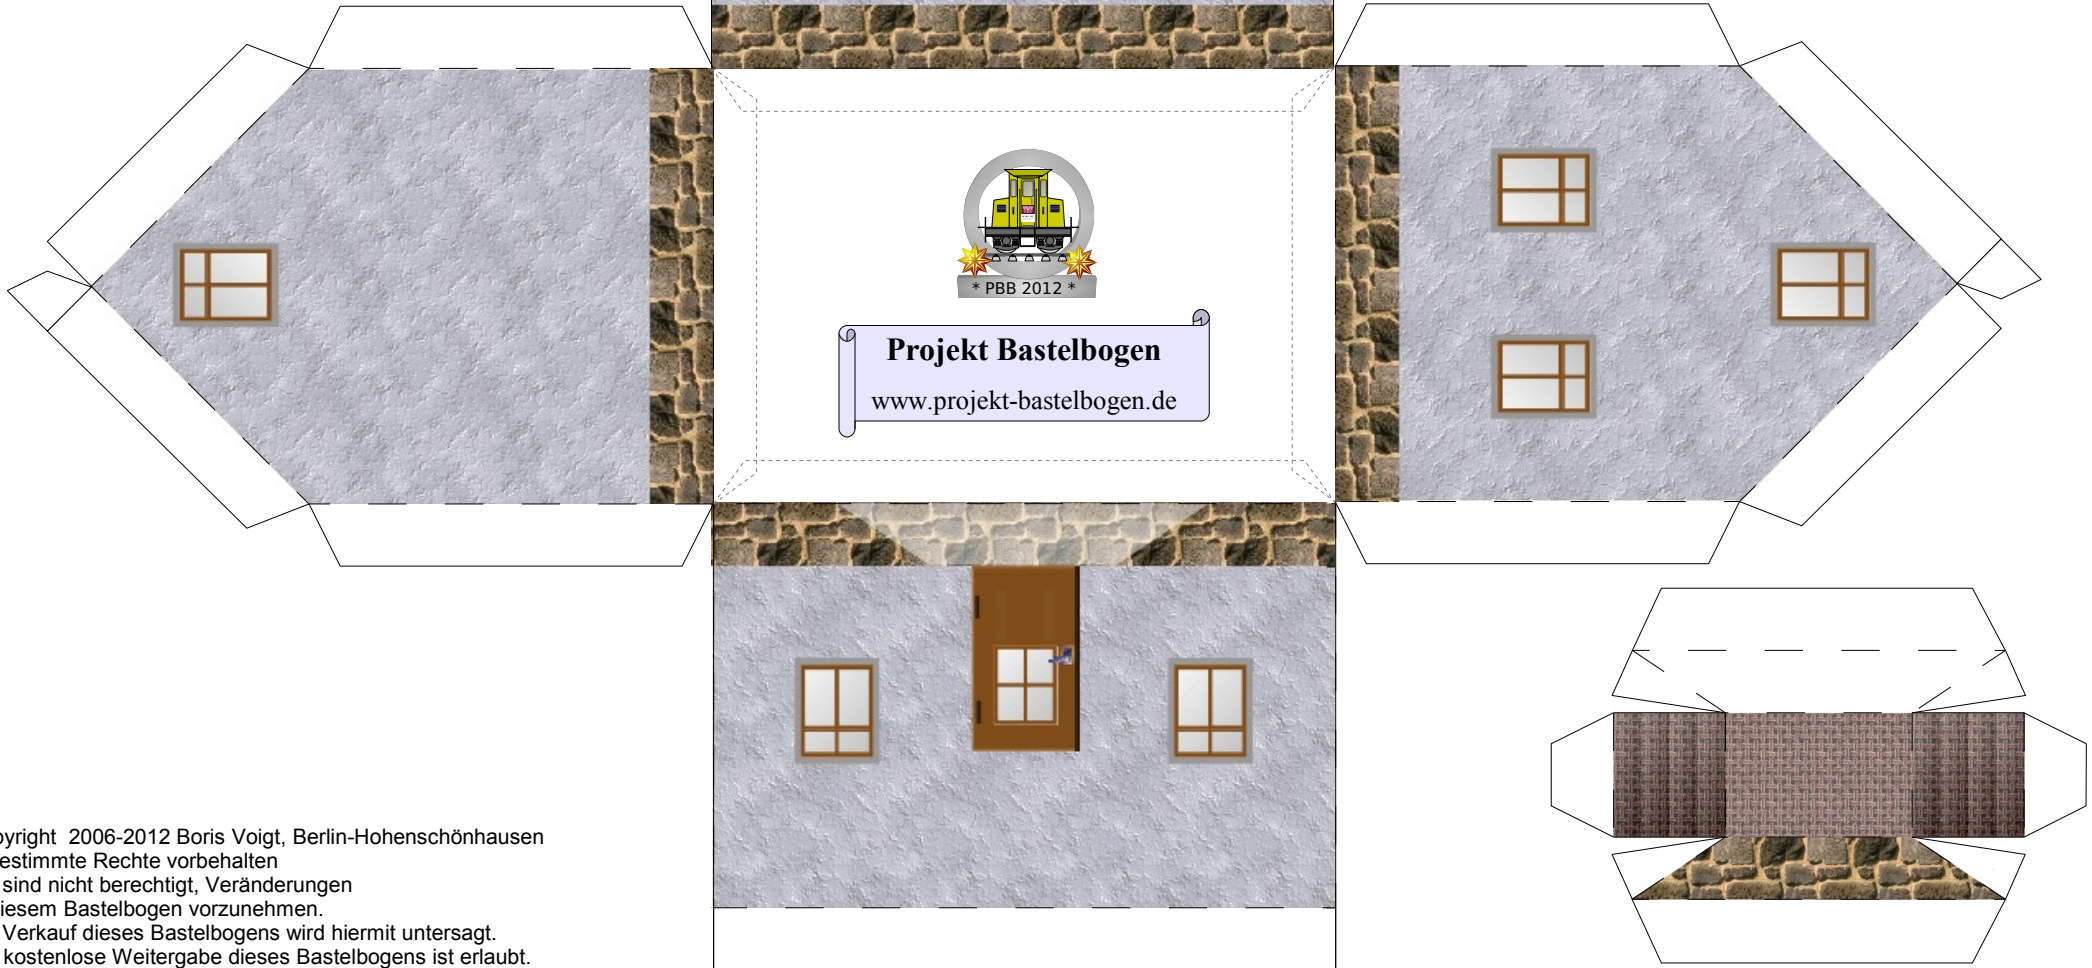 * PBB 2012 *
Projekt Bastelbogen
www.projekt-bastelbogen.de
pyright 2006-2012 Boris Voigt, Berlin-Hohenschönhausen
estimmte Rechte vorbehalten
sind nicht berechtigt, Veränderungen
iesem Bastelbogen vorzunehmen.
Verkauf dieses Bastelbogens wird hiermit untersagt.
kostenlose Weitergabe dieses Bastelbogens ist erlaubt.